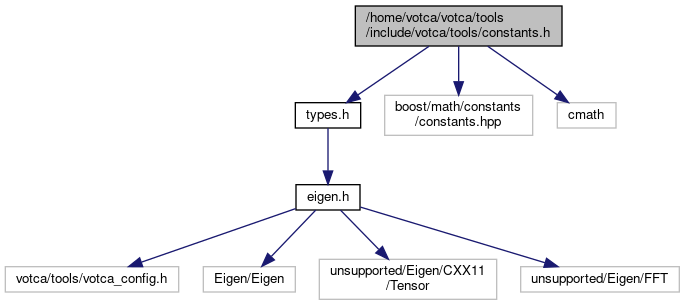 /home/votca/votca/tools
/include/votca/tools/constants.h
types.h
boost/math/constants
/constants.hpp
cmath
eigen.h
votca/tools/votca_config.h
Eigen/Eigen
unsupported/Eigen/CXX11
/Tensor
unsupported/Eigen/FFT